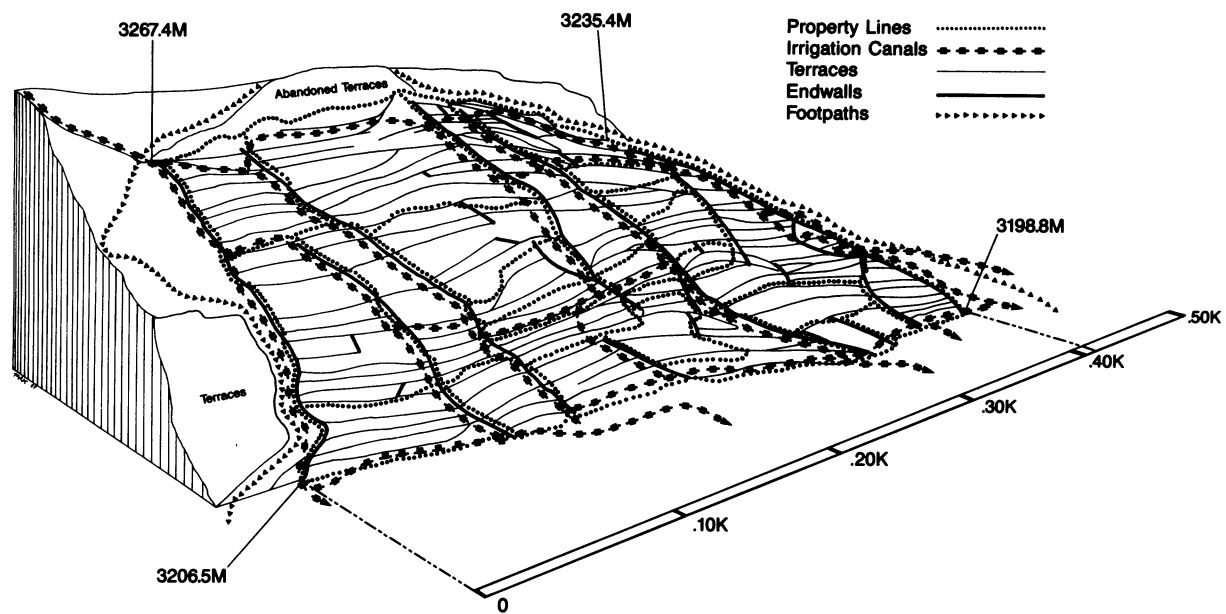 3267.4M
3235.4M
Property Lines
Irrigation Canals
Terraces
Endwalls
Footpaths
Abandoned Terraces
3198.8M
.50K
.40K
.30K
Terraces
.20K
.10K
3206.5M
0